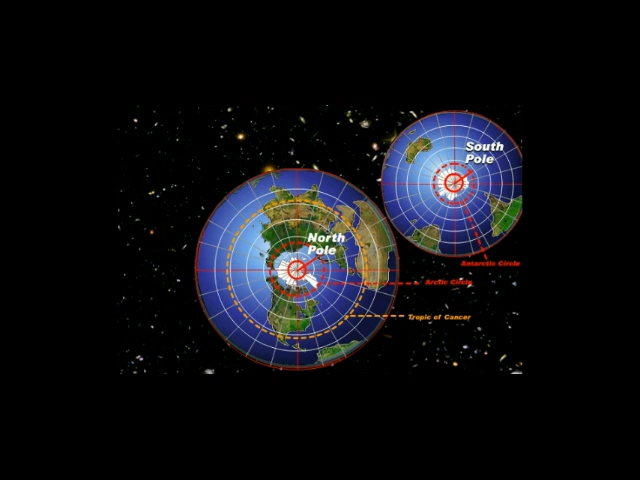 South
Pole
North
Pole
Antarctic Circle
Arctic Circle
Tropic of Cancer